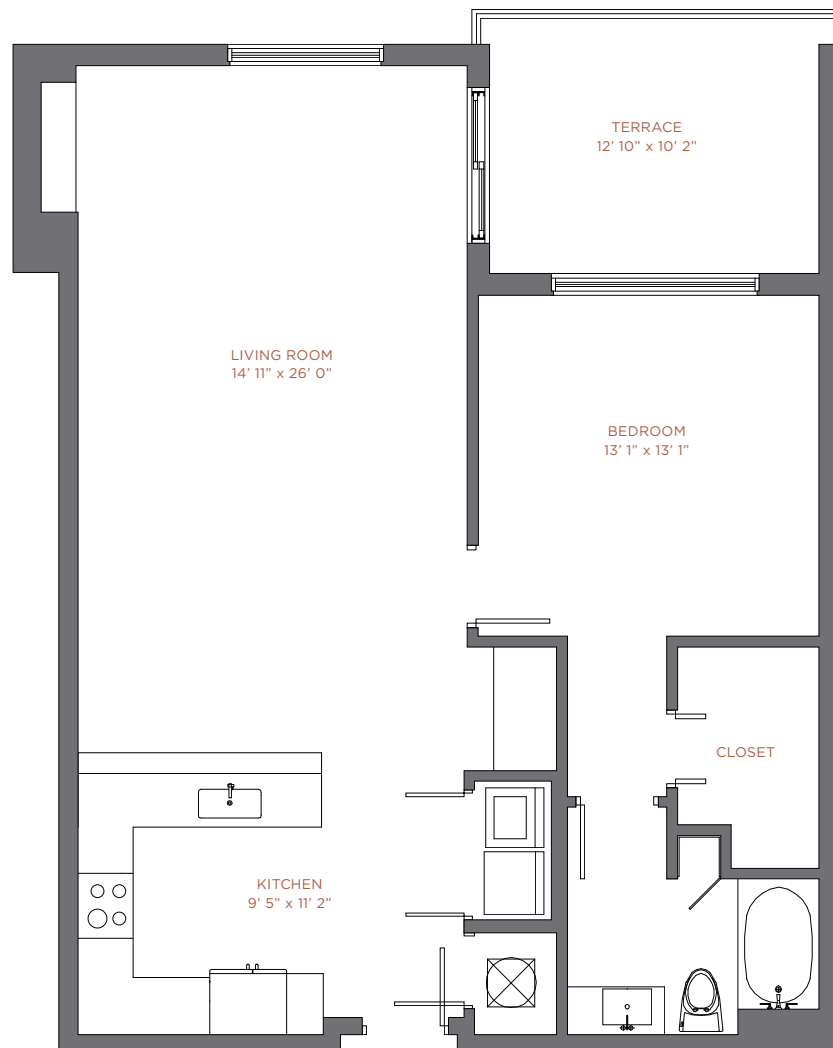 TERRACE
12’ 10” x 10’ 2”
LIVING ROOM
14’ 11” x 26’ 0”
BEDROOM
13’ 1” x 13’ 1”
CLOSET
KITCHEN
9’ 5” x 11’ 2”